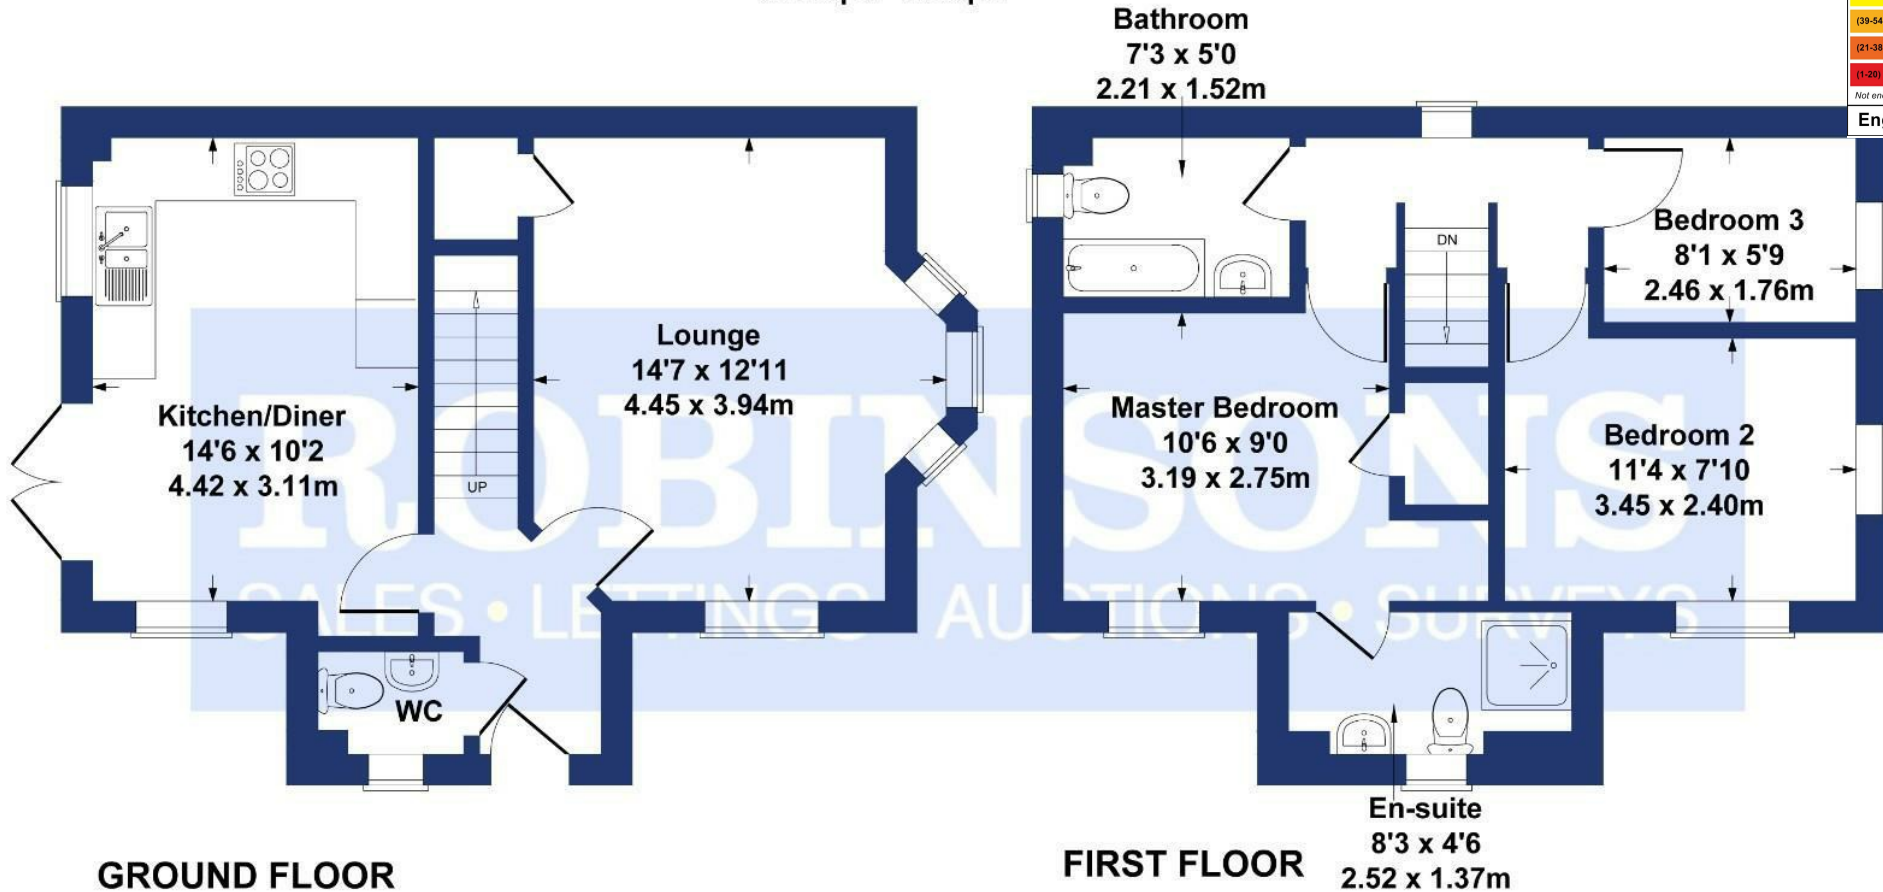 Bathroom
7'3 x 5'0
2.21 x 1.52m
(39-54
(21-38
(1-20)
Not ene
Eng
DN
Bedroom 3
8'1 x 5'9
2.46 x 1.76m
Lounge
14'7 x 12'11
4.45 x 3.94m
Kitchen/Diner
14'6 x 10'2
4.42 x 3.11m
UP
Master Bedroom
10'6 x 9'0
3.19 x 2.75m
Bedroom 2
11'4 x 7'10
3.45 x 2.40m
ROBINSONS
SALES • LETTINGS • AUCTIONS • SURVEYS
WC
En-suite
8'3 x 4'6
2.52 x 1.37m
GROUND FLOOR
FIRST FLOOR